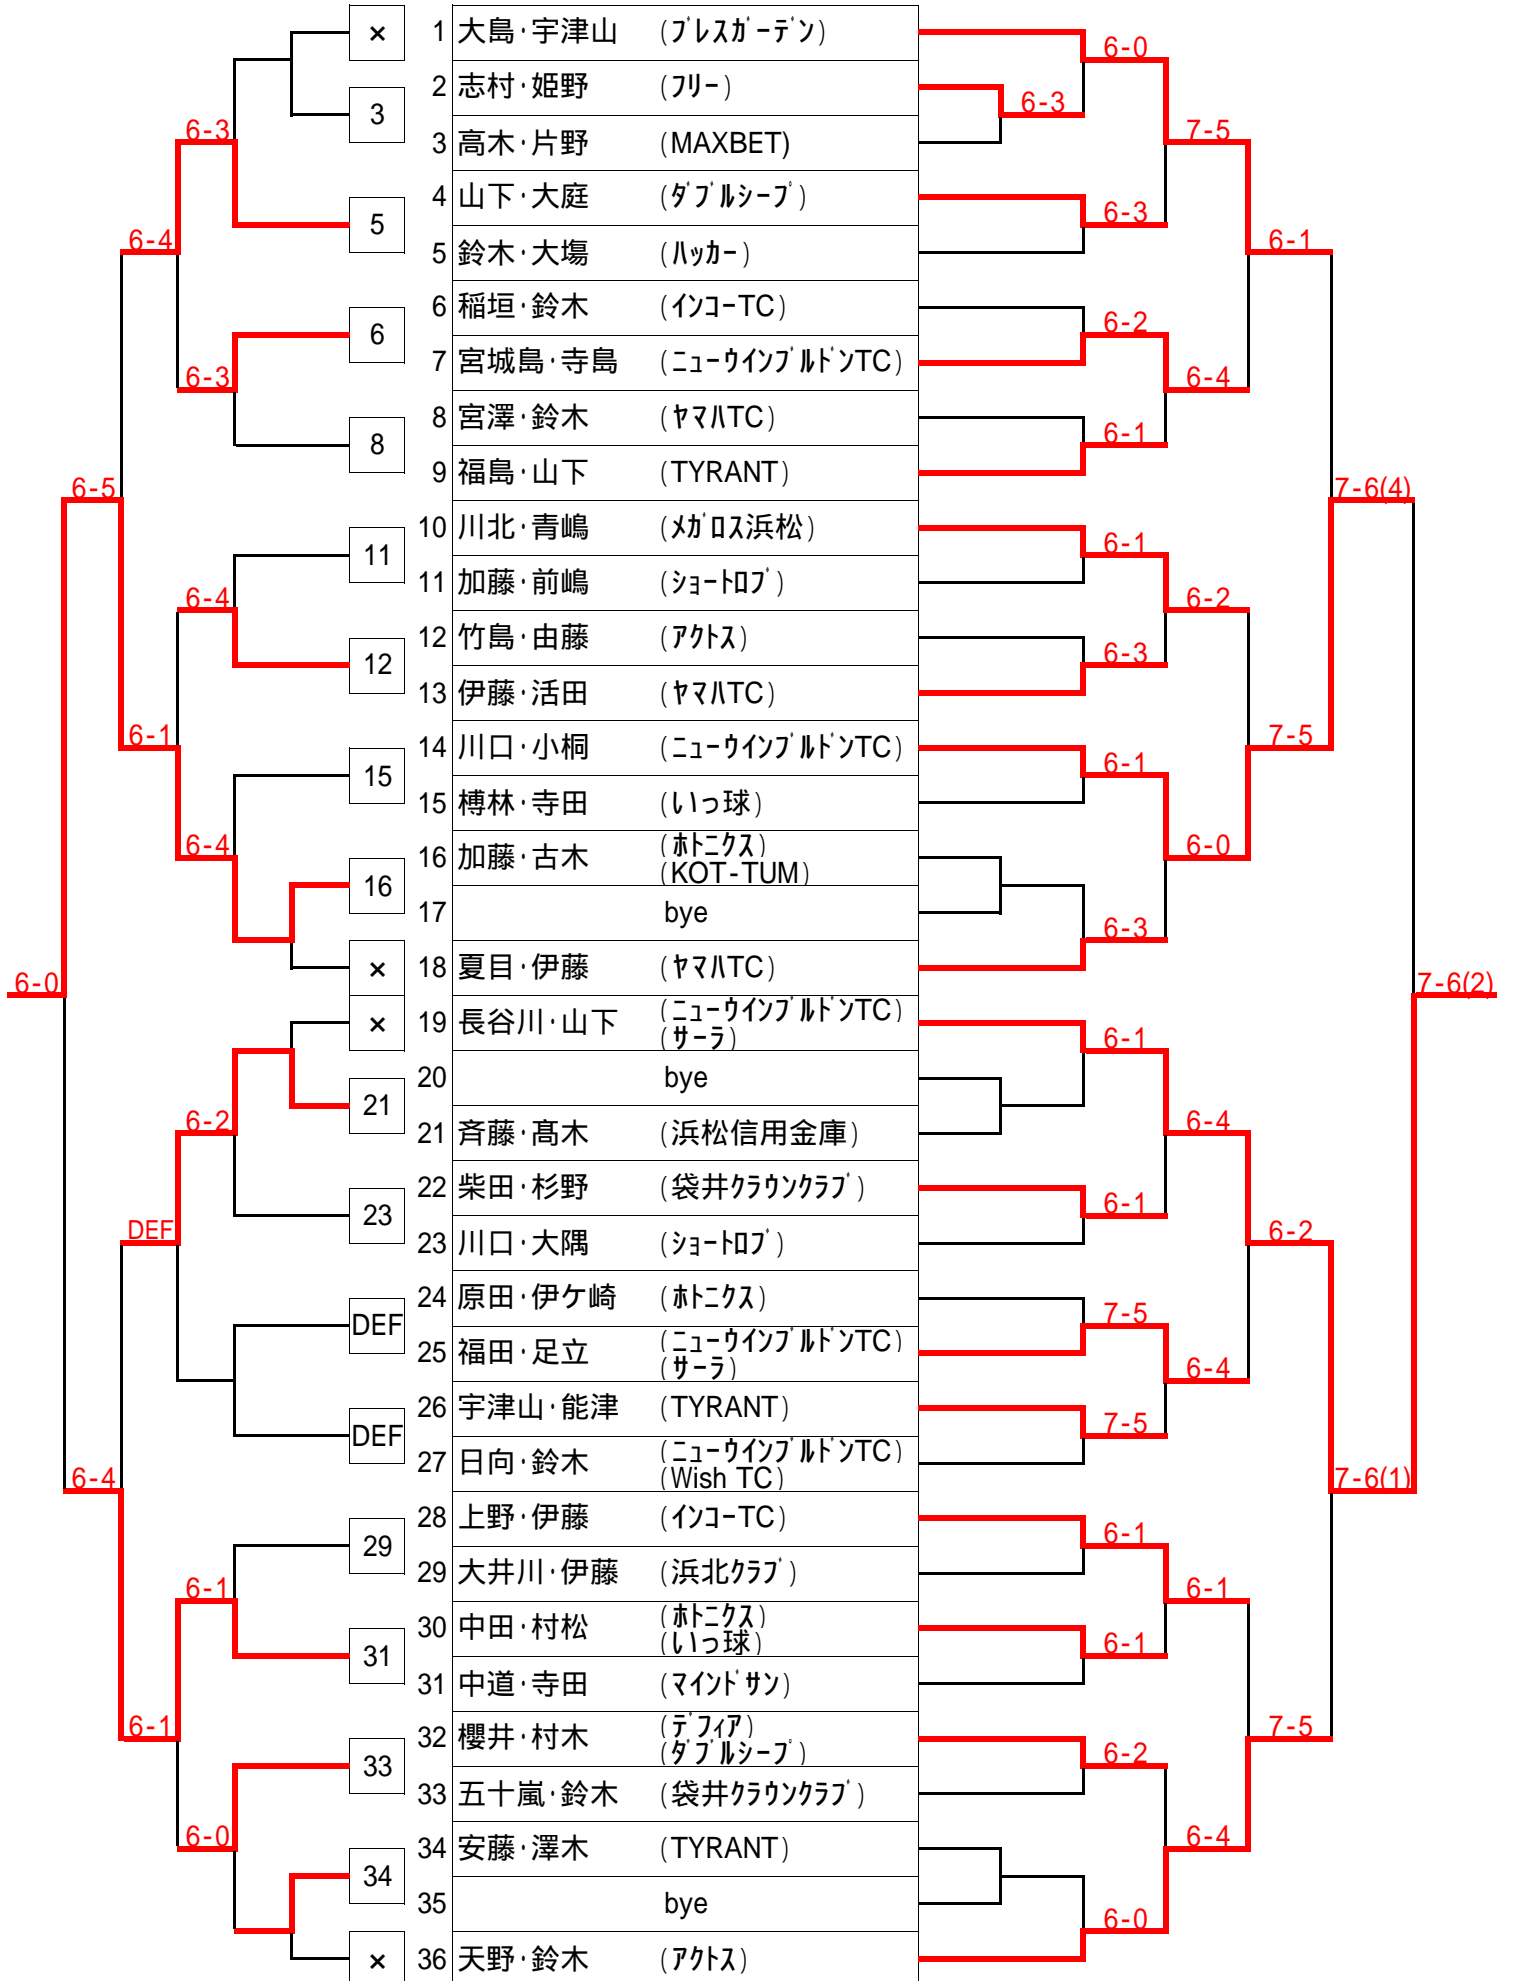 × 1 大島・宇津山 (ブレスガーデン) 6-0
2 志村・姫野 (フリー) 6-3
3
6-3 3 高木・片野 (MAXBET) 7-5
4 山下・大庭 (ダブルシープ) 6-3
5
6-4 5 鈴木・大塲 (ハッカー) 6-1
6 稲垣・鈴木 (インコーTC) 6-2
6
6-3 7 宮城島・寺島 (ニューウインブルドンTC) 6-4
8 宮澤・鈴木 (ヤマハTC) 6-1
8
9 福島・山下 (TYRANT)
6-5 7-6(4)
10 川北・青嶋 (メガロス浜松) 6-1
11
6-4 11 加藤・前嶋 (ショートロブ) 6-2
12 竹島・由藤 (アクトス) 6-3
12
13 伊藤・活田 (ヤマハTC)
6-1 14 川口・小桐 (ニューウインブルドンTC) 7-5
15 6-1
15 榑林・寺田 (いっ球)
6-4 16 加藤・古木 (ホトニクス) 6-0
(KOT-TUM)
16
17 bye 6-3
× 18 夏目・伊藤 (ヤマハTC)
6-0 7-6(2)
× 19 長谷川・山下 (ニューウインブルドンTC) 6-1
(サーラ)
20 bye
21
6-2 21 斉藤・髙木 (浜松信用金庫) 6-4
22 柴田・杉野 (袋井クラウンクラブ) 6-1
23
DEF 23 川口・大隅 (ショートロブ) 6-2
24 原田・伊ケ崎 (ホトニクス) 7-5
DEF
25 福田・足立 (ニューウインブルドンTC) 6-4
(サーラ)
26 宇津山・能津 (TYRANT) 7-5
DEF
27 日向・鈴木 (ニューウインブルドンTC)
(Wish TC)
6-4 7-6(1)
28 上野・伊藤 (インコーTC) 6-1
29
6-1 29 大井川・伊藤 (浜北クラブ) 6-1
30 中田・村松 (ホトニクス) 6-1
(いっ球)
31
31 中道・寺田 (マインドサン)
6-1 32 櫻井・村木 (デフィア) 7-5
(ダブルシープ) 6-2
33
33 五十嵐・鈴木 (袋井クラウンクラブ)
6-0 34 安藤・澤木 (TYRANT) 6-4
34
35 bye 6-0
× 36 天野・鈴木 (アクトス)